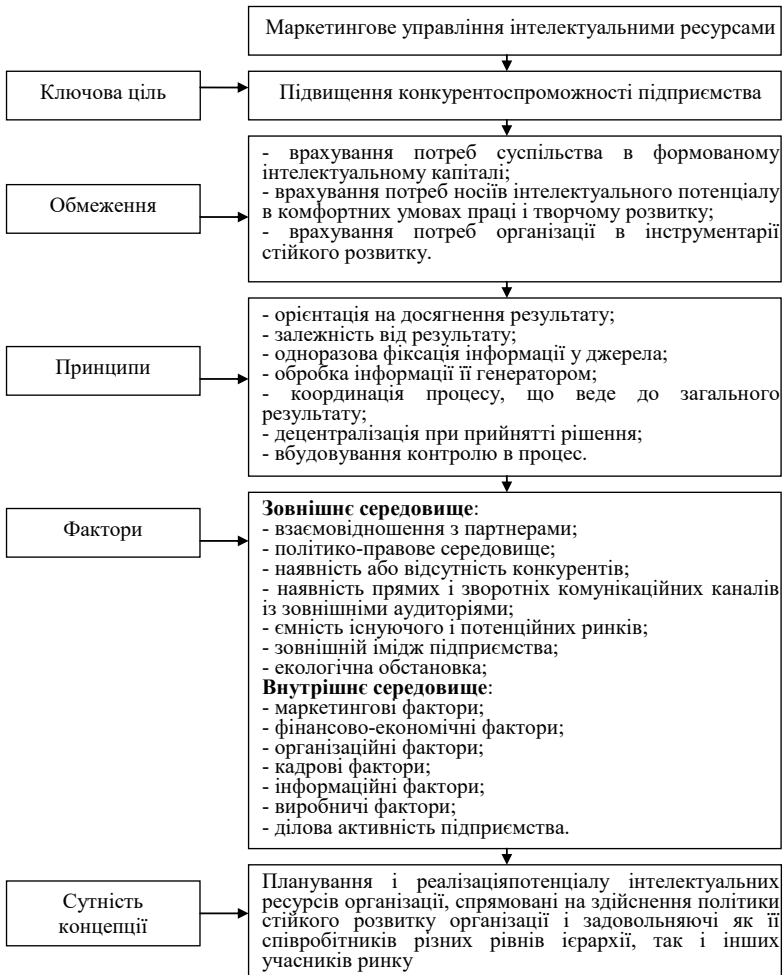 Маркетингове управління інтелектуальними ресурсами
Ключова ціль
Підвищення конкурентоспроможності підприємства
Обмеження
- врахування потреб суспільства в формованому
інтелектуальному капіталі;
- врахування потреб носіїв інтелектуального потенціалу
в комфортних умовах праці і творчому розвитку;
- врахування потреб організації в інструментарії
стійкого розвитку.
Принципи
- орієнтація на досягнення результату;
- залежність від результату;
- одноразова фіксація інформації у джерела;
- обробка інформації її генератором;
- координація процесу, що веде до загального
результату;
- децентралізація при прийнятті рішення;
- вбудовування контролю в процес.
Фактори
Зовнішнє середовище:
- взаємовідношення з партнерами;
- політико-правове середовище;
- наявність або відсутність конкурентів;
- наявність прямих і зворотніх комунікаційних каналів
із зовнішніми аудиторіями;
- ємність існуючого і потенційних ринків;
- зовнішній імідж підприємства;
- екологічна обстановка;
Внутрішнє середовище:
- маркетингові фактори;
- фінансово-економічні фактори;
- організаційні фактори;
- кадрові фактори;
- інформаційні фактори;
- виробничі фактори;
- ділова активність підприємства.
Сутність
концепції
Планування і реалізаціяпотенціалу інтелектуальних
ресурсів організації, спрямовані на здійснення політики
стійкого розвитку організації і задовольняючі як її
співробітників різних рівнів ієрархії, так і інших
учасників ринку